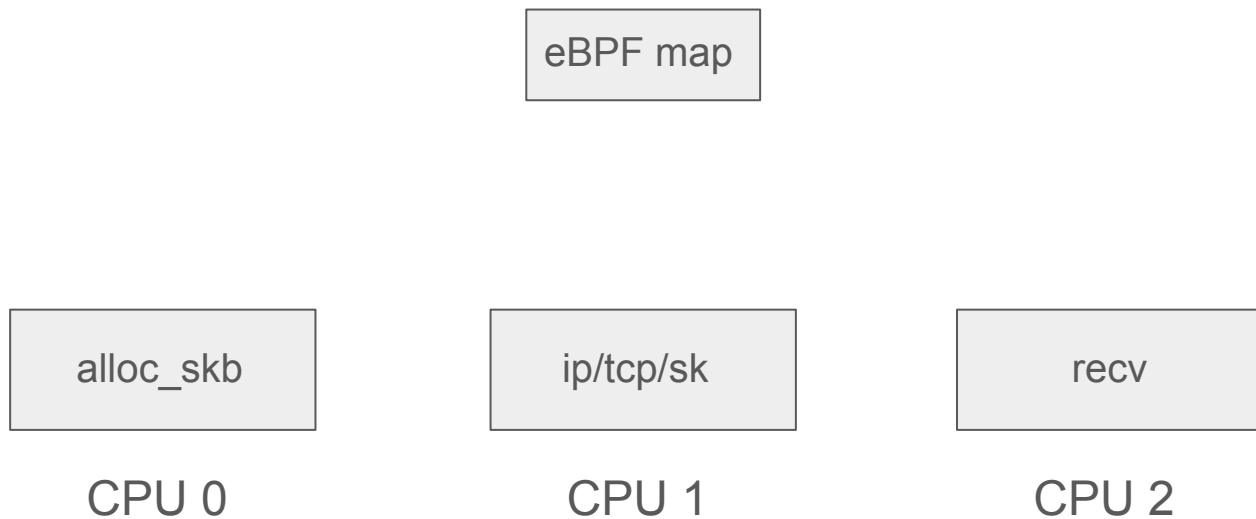 eBPF map
alloc_skb
ip/tcp/sk
recv
CPU 0
CPU 1
CPU 2